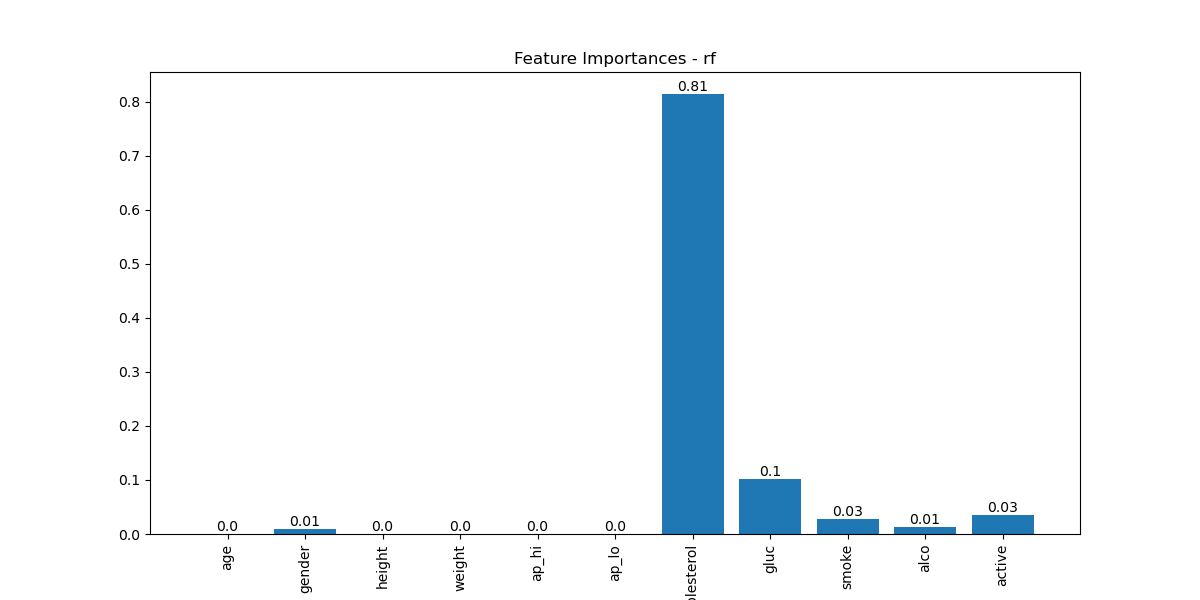 Feature Importances - rf
0.8
0.7
0.6
0.5
0.4
0.3
0.2
0.1
0.0
0.0
0.01
0.0
0.0
0.0
0.0
0.81
0.1
0.03
0.01
0.03
age
gender
height
weight
ap_hi
ap_lo
olesterol
gluc
smoke
alco
active